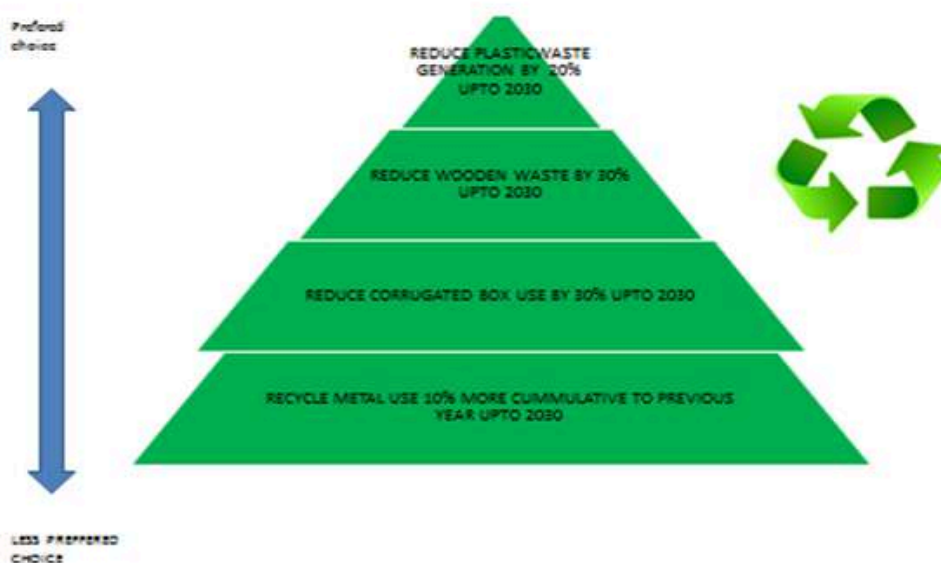 Prefered
choice
REDUCE PLASTICWASTE
GENERATION BY 20%
UPTO 2030
REDUCE WOODEN WASTE BY 30%
UPTO 2030
REDUCE CORRUGATED BOX USE BY 30% UPTO 2030
RECYCLE METAL USE 10% MORE CUMMULATIVE TO PREVIOUS
YEAR UPTO 2030
LESS PREFFERED
CHOICE